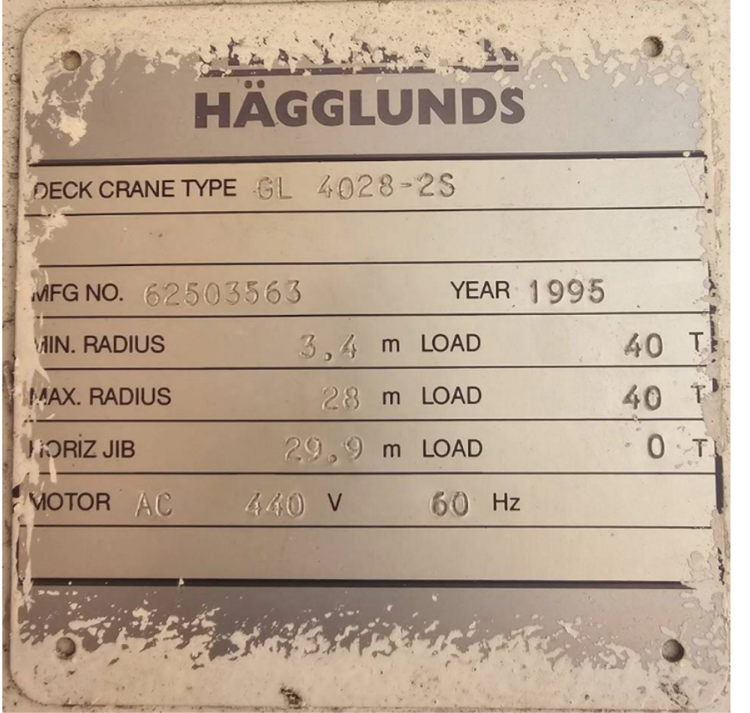 HÄGGLUNDS
DECK CRANE TYPE GL 4028-2S
MFG NO. 62503563 YEAR 1995
MIN. RADIUS 3,4 m LOAD 40 T
MAX. RADIUS 28 m LOAD 40 T
HORIZ JIB 29,9 m LOAD 0 T
MOTOR AC 440 V 60 Hz